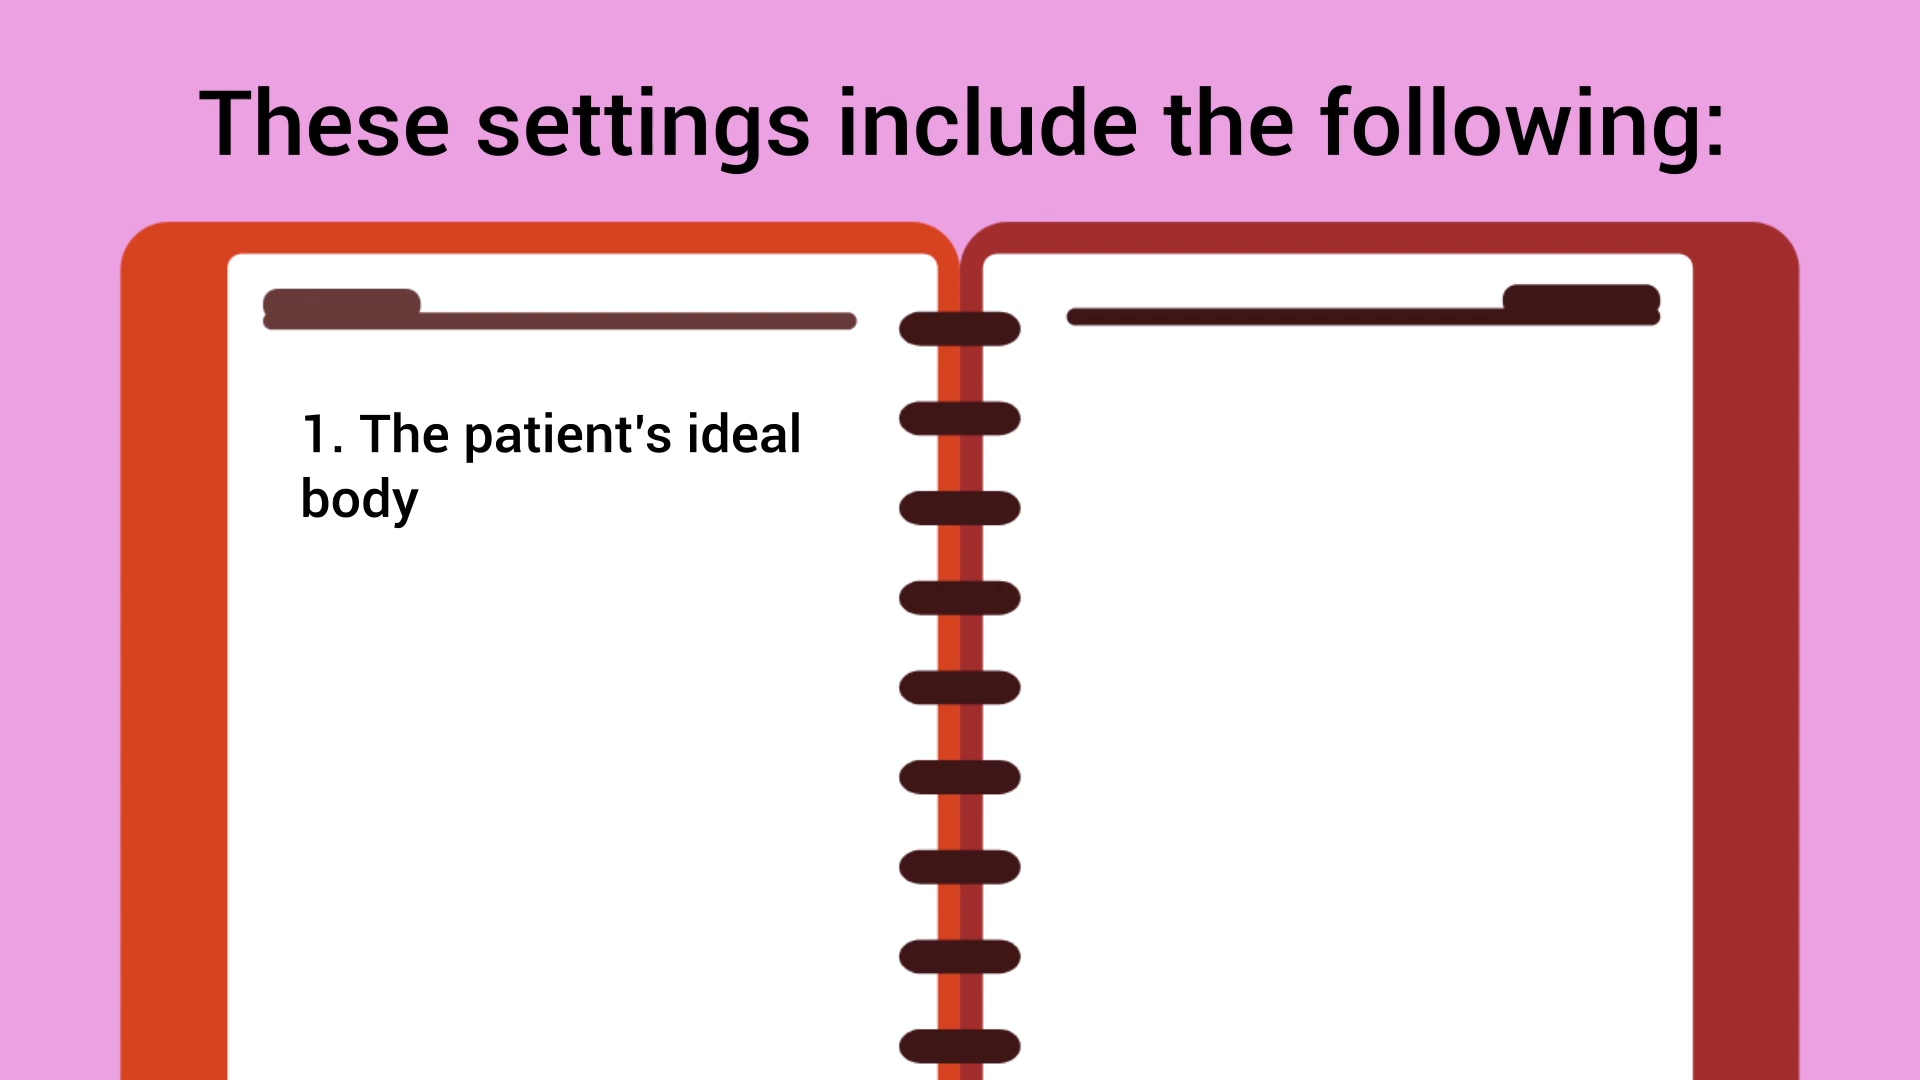 These settings include the following:
1. The patient's ideal
body